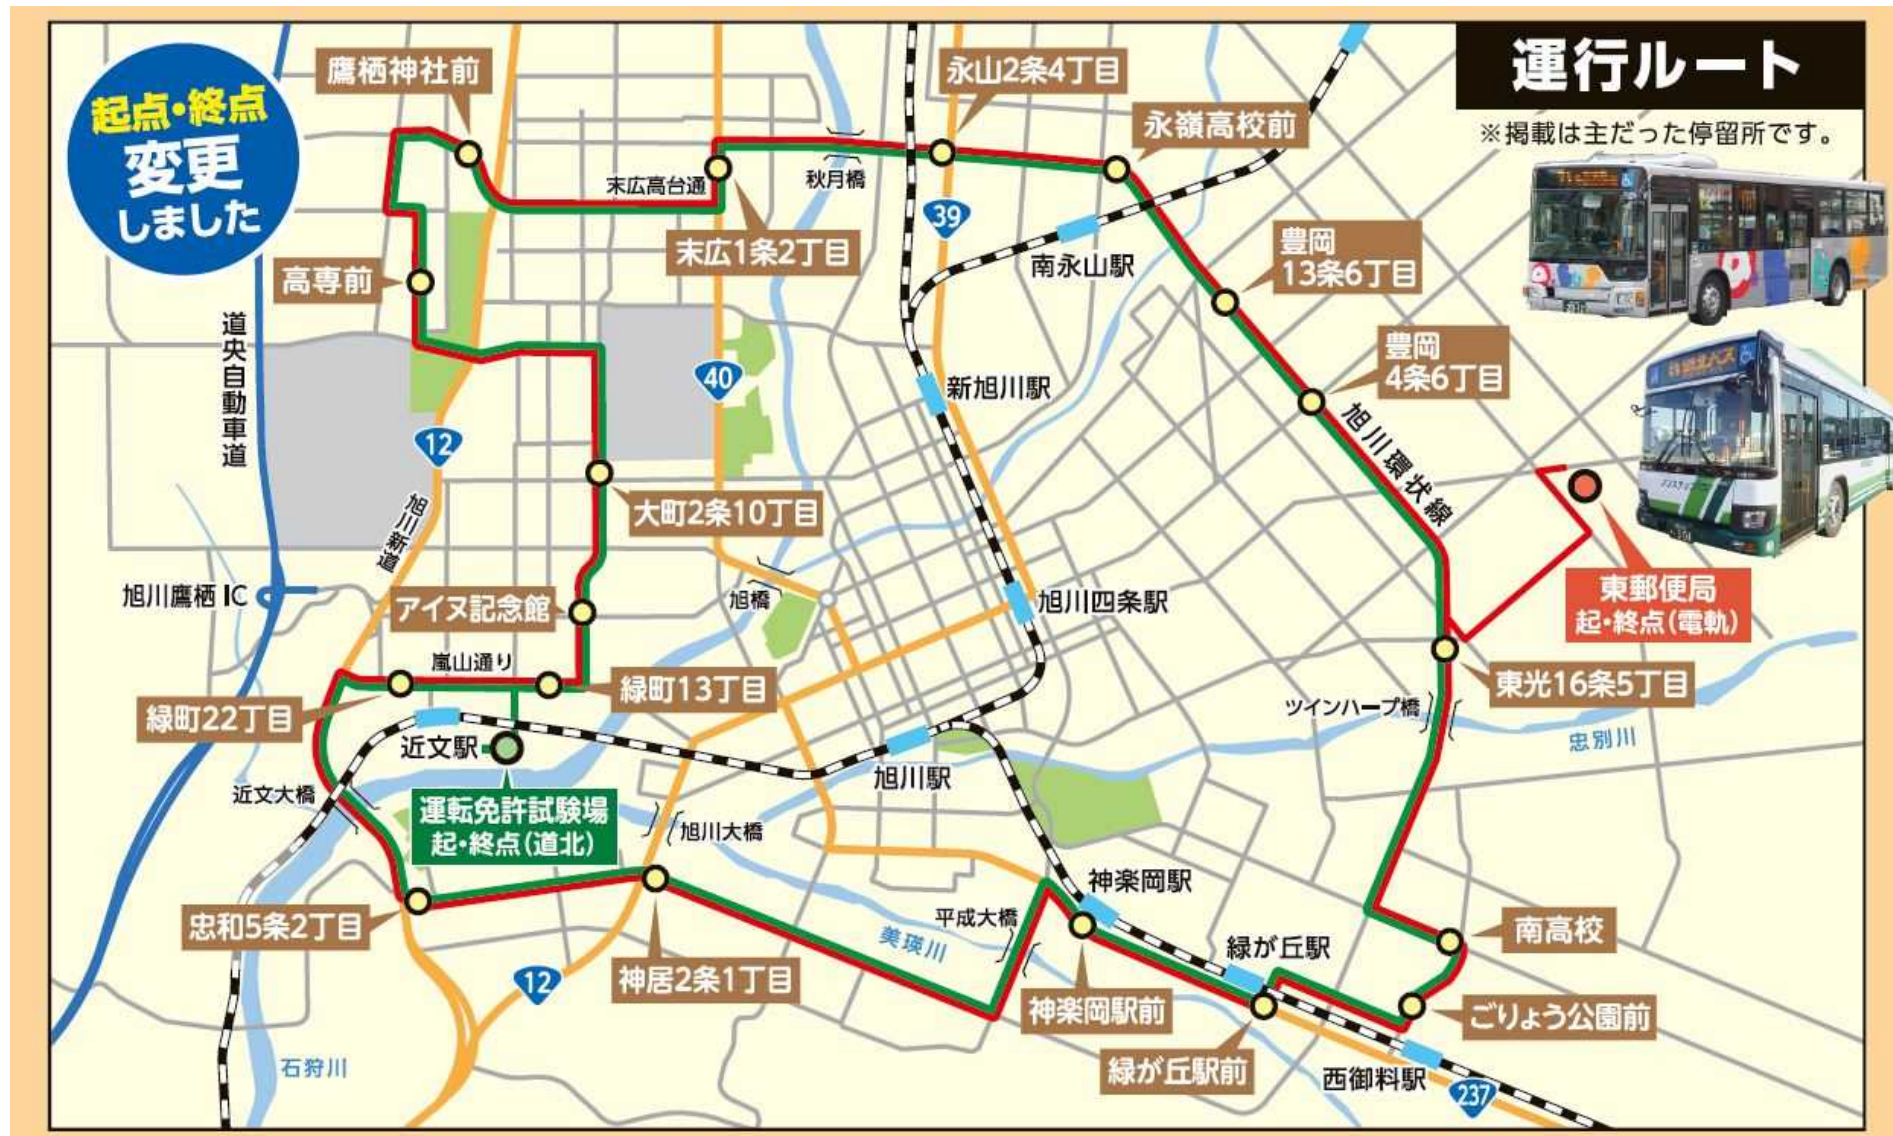 起点・終点
変更
しました
運行ルート
※掲載は主だった停留所です。
鷹栖神社前
永山2条4丁目
永嶺高校前
末広高台通
秋月橋
末広1条2丁目
39
南永山駅
豊岡
13条6丁目
高専前
道央自動車道
40
新旭川駅
豊岡
4条6丁目
旭川環状線
12
旭川新道
大町2条10丁目
旭川鷹栖IC
アイヌ記念館
旭橋
旭川四条駅
東郵便局
起・終点(電軌)
嵐山通り
緑町22丁目
緑町13丁目
東光16条5丁目
ツインハープ橋
忠別川
近文駅
旭川駅
近文大橋
運転免許試験場
起・終点(道北)
旭川大橋
神楽岡駅
忠和5条2丁目
平成大橋
美瑛川
緑が丘駅
南高校
12
神居2条1丁目
神楽岡駅前
ごりょう公園前
緑が丘駅前
石狩川
西御料駅
237